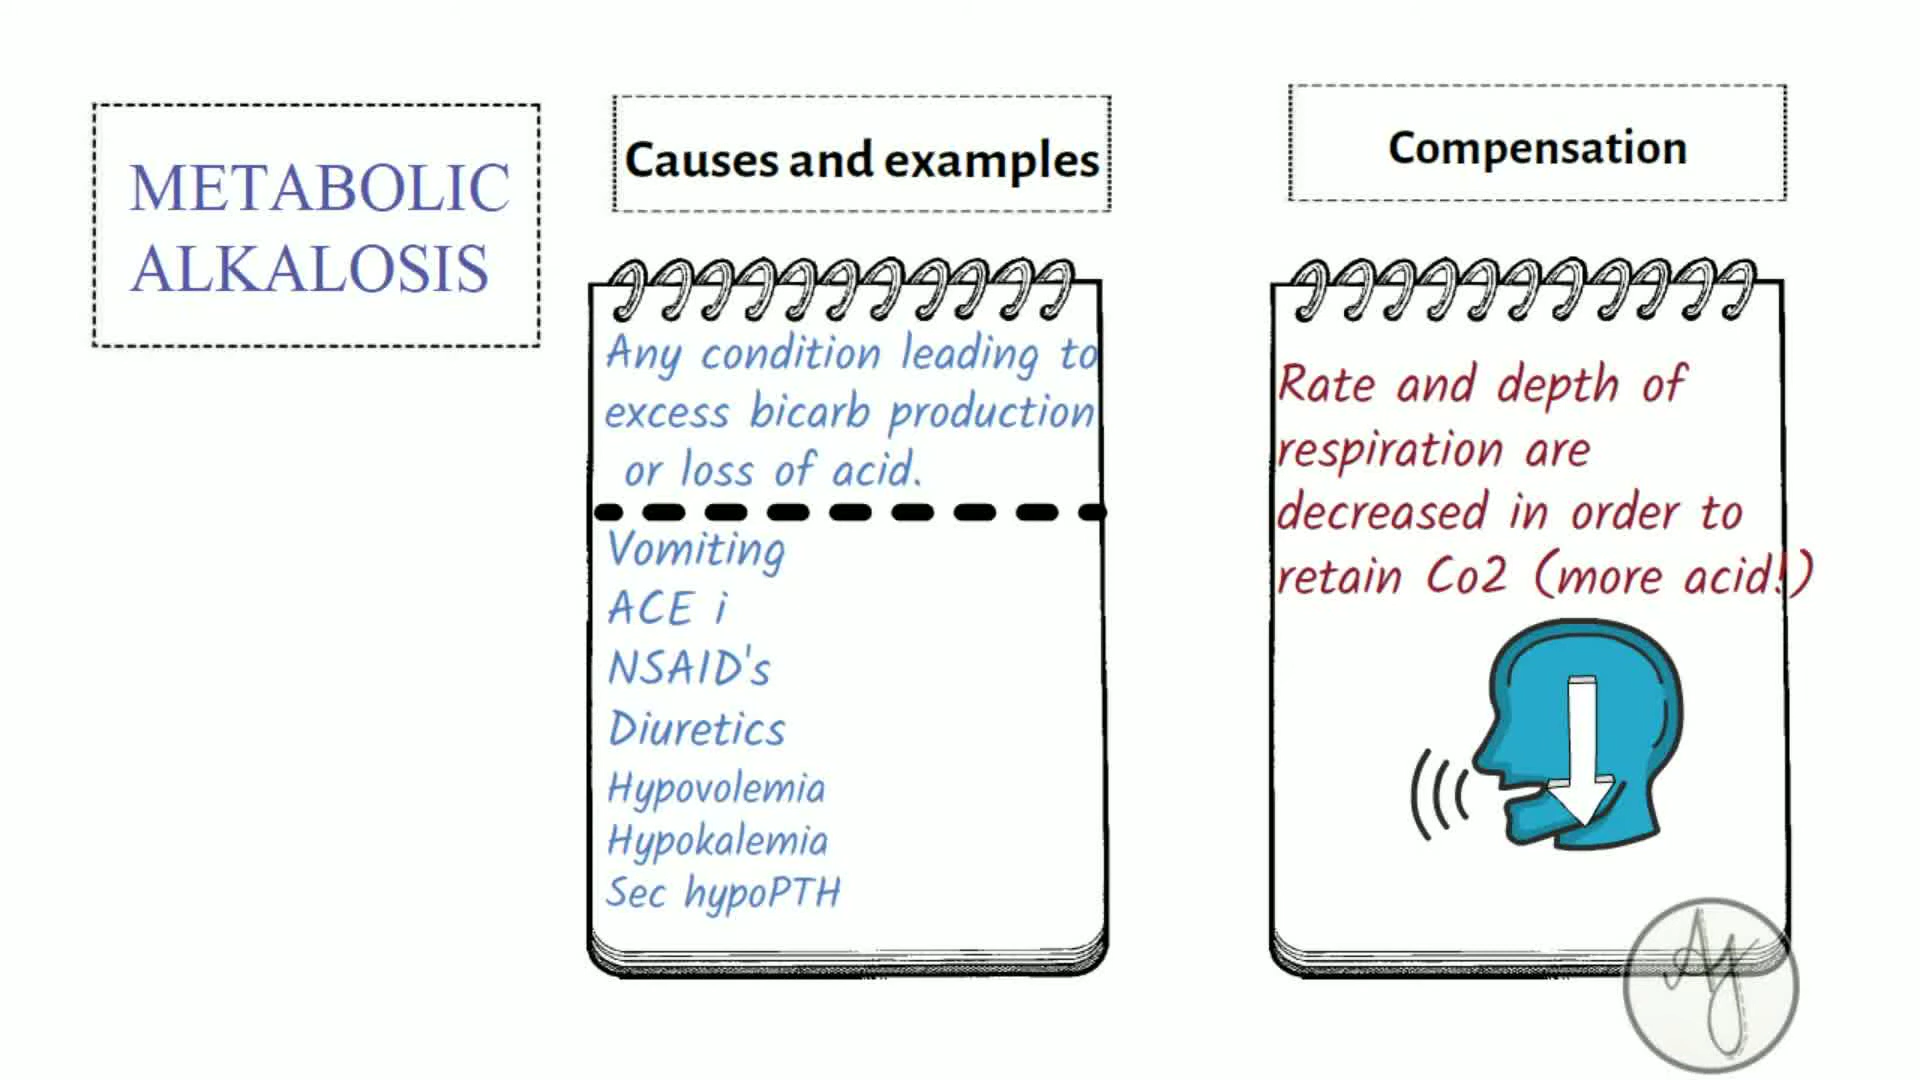 METABOLIC
ALKALOSIS
Causes and examples
Any condition leading to
excess bicarb production
or loss of acid.
Vomiting
ACE i
NSAID's
Diuretics
Hypovolemia
Hypokalemia
Sec hypoPTH
Compensation
Rate and depth of
respiration are
decreased in order to
retain Co2 (more acid!)